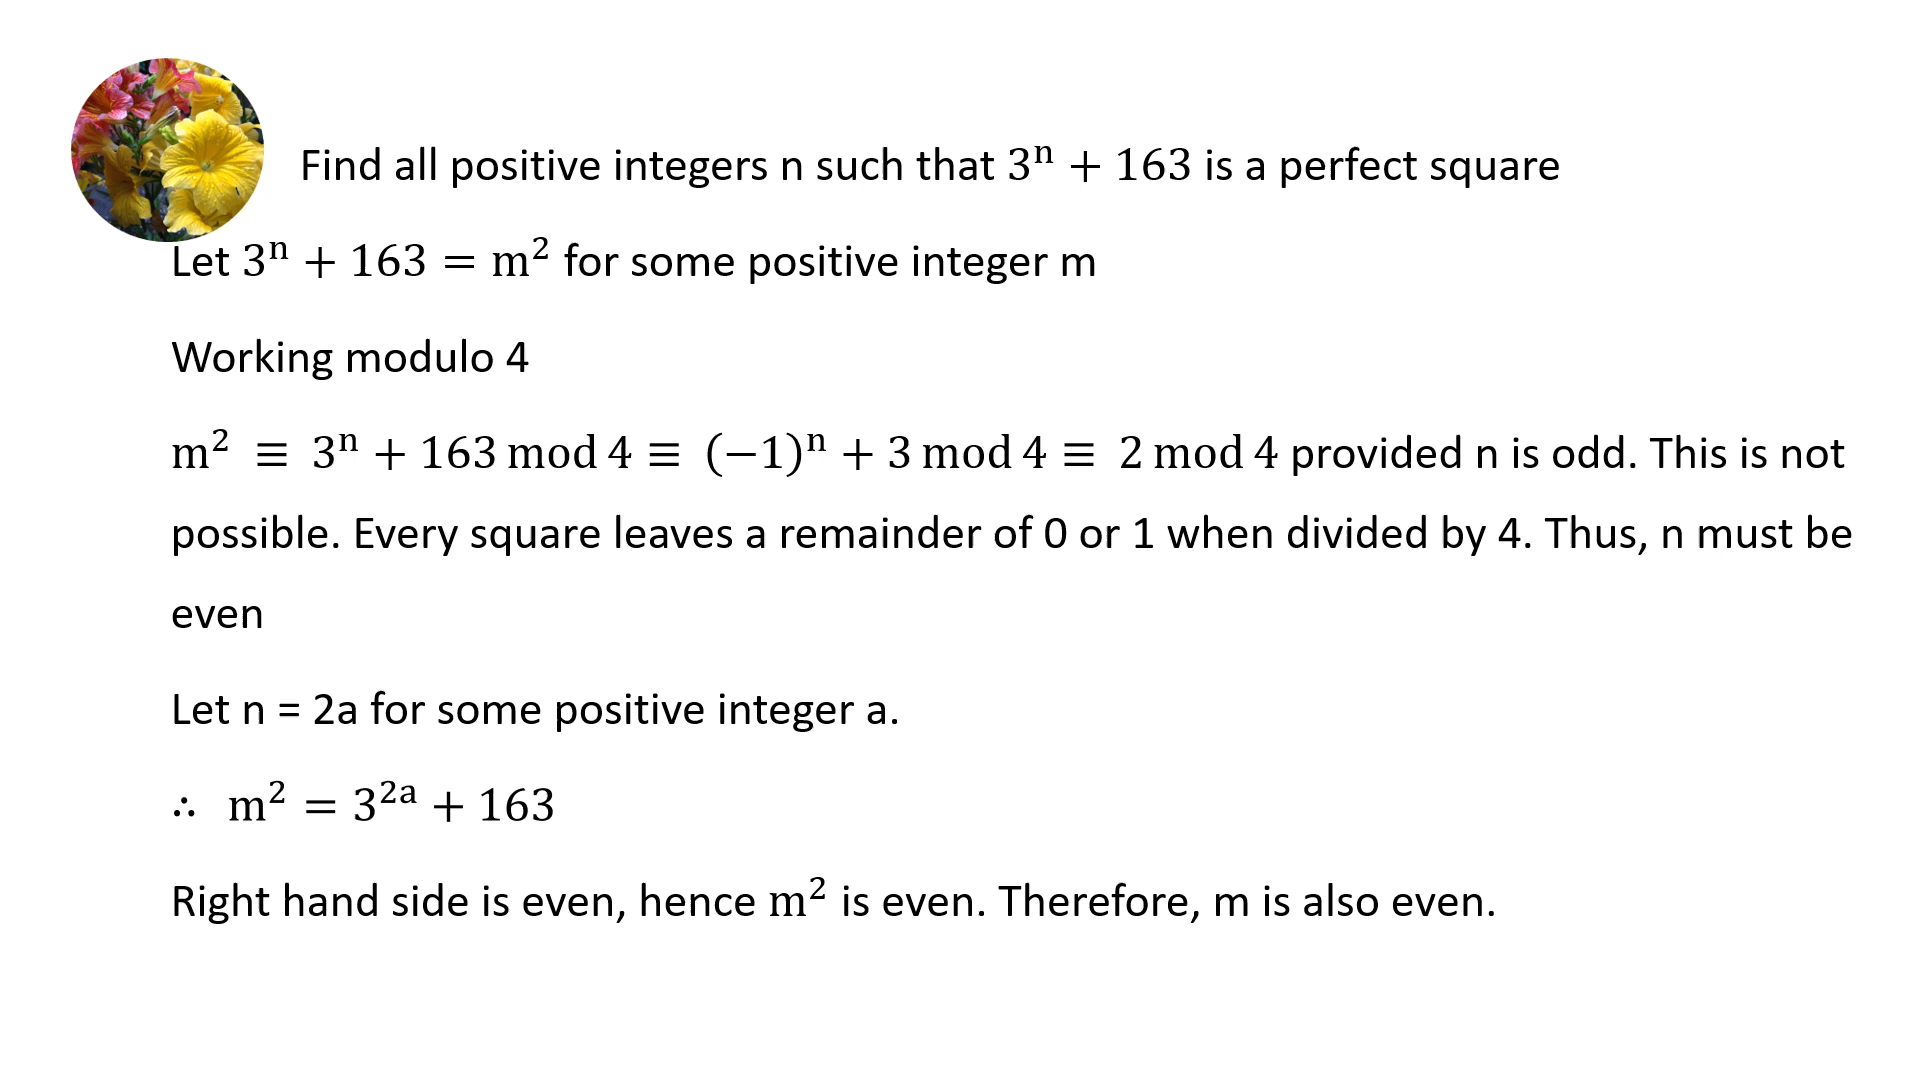 Find all positive integers n such that 3ⁿ + 163 is a perfect square
Let 3ⁿ + 163 = m² for some positive integer m
Working modulo 4
m² ≡ 3ⁿ + 163 mod 4 ≡ (−1)ⁿ + 3 mod 4 ≡ 2 mod 4 provided n is odd. This is not
possible. Every square leaves a remainder of 0 or 1 when divided by 4. Thus, n must be
even
Let n = 2a for some positive integer a.
∴ m² = 3²ᵃ + 163
Right hand side is even, hence m² is even. Therefore, m is also even.